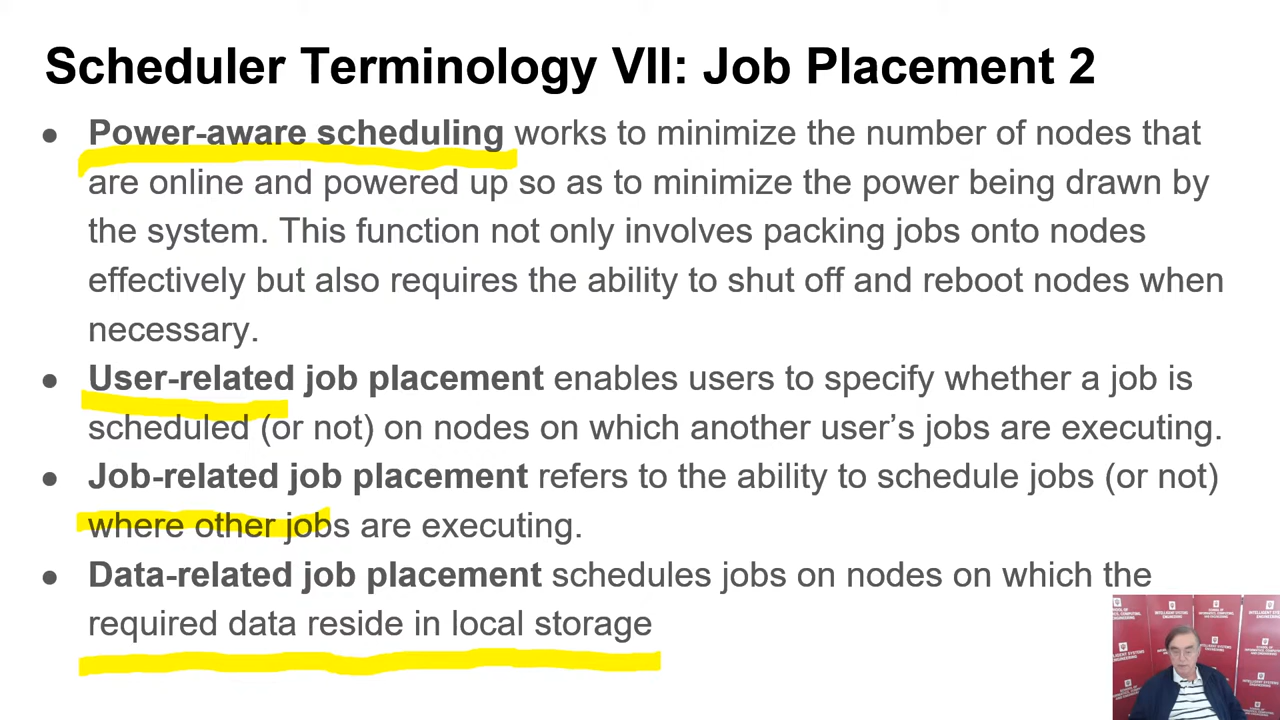 Scheduler Terminology VII: Job Placement 2
● Power-aware scheduling works to minimize the number of nodes that
are online and powered up so as to minimize the power being drawn by
the system. This function not only involves packing jobs onto nodes
effectively but also requires the ability to shut off and reboot nodes when
necessary.
● User-related job placement enables users to specify whether a job is
scheduled (or not) on nodes on which another user’s jobs are executing.
● Job-related job placement refers to the ability to schedule jobs (or not)
where other jobs are executing.
● Data-related job placement schedules jobs on nodes on which the
required data reside in local storage
INTELLIGENT SYSTEMS
ENGINEERING